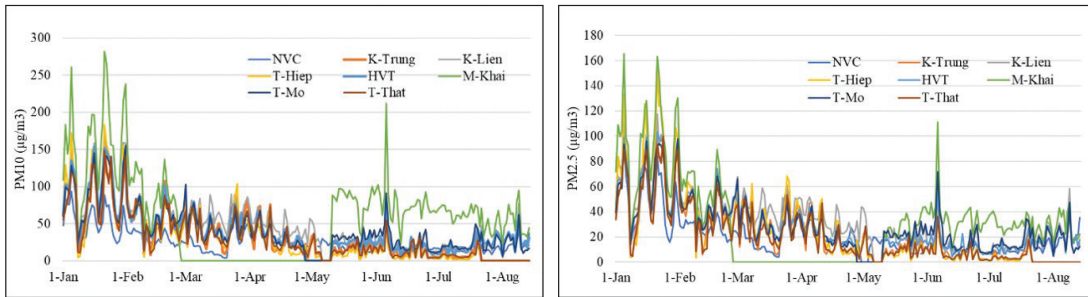 300
250
200
150
100
50
0
PM10 (µg/m3)
NVC
K-Trung
K-Lien
T-Hiep
HVT
M-Khai
T-Mo
T-That
1-Jan
1-Feb
1-Mar
1-Apr
1-May
1-Jun
1-Jul
1-Aug
180
160
140
120
100
80
60
40
20
0
PM2.5 (µg/m3)
NVC
K-Trung
K-Lien
T-Hiep
HVT
M-Khai
T-Mo
T-That
1-Jan
1-Feb
1-Mar
1-Apr
1-May
1-Jun
1-Jul
1-Aug